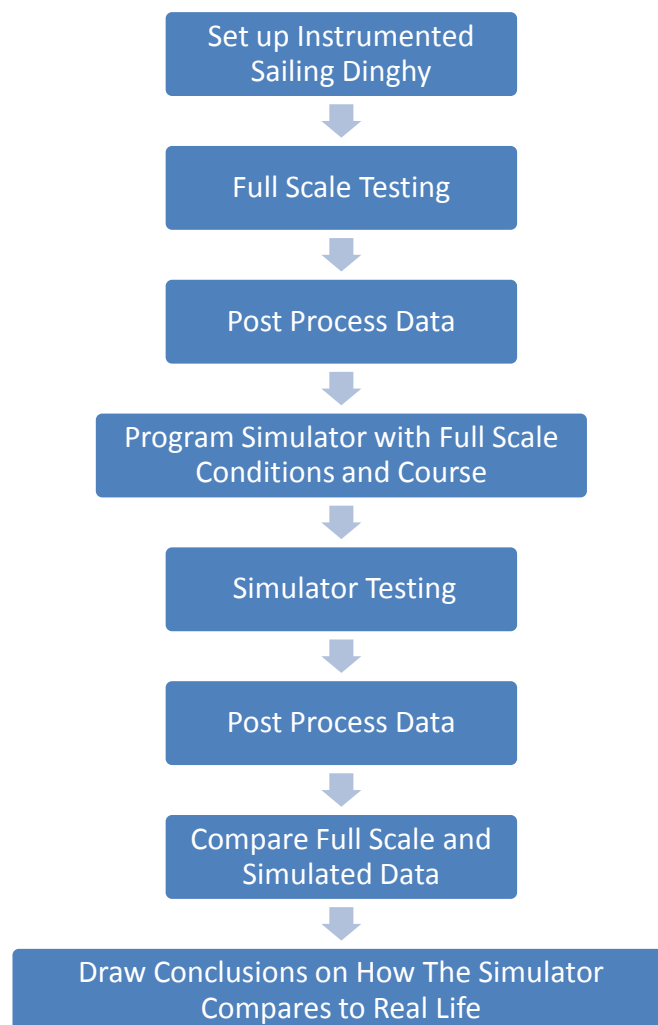 Set up Instrumented
Sailing Dinghy
Full Scale Testing
Post Process Data
Program Simulator with Full Scale
Conditions and Course
Simulator Testing
Post Process Data
Compare Full Scale and
Simulated Data
Draw Conclusions on How The Simulator
Compares to Real Life